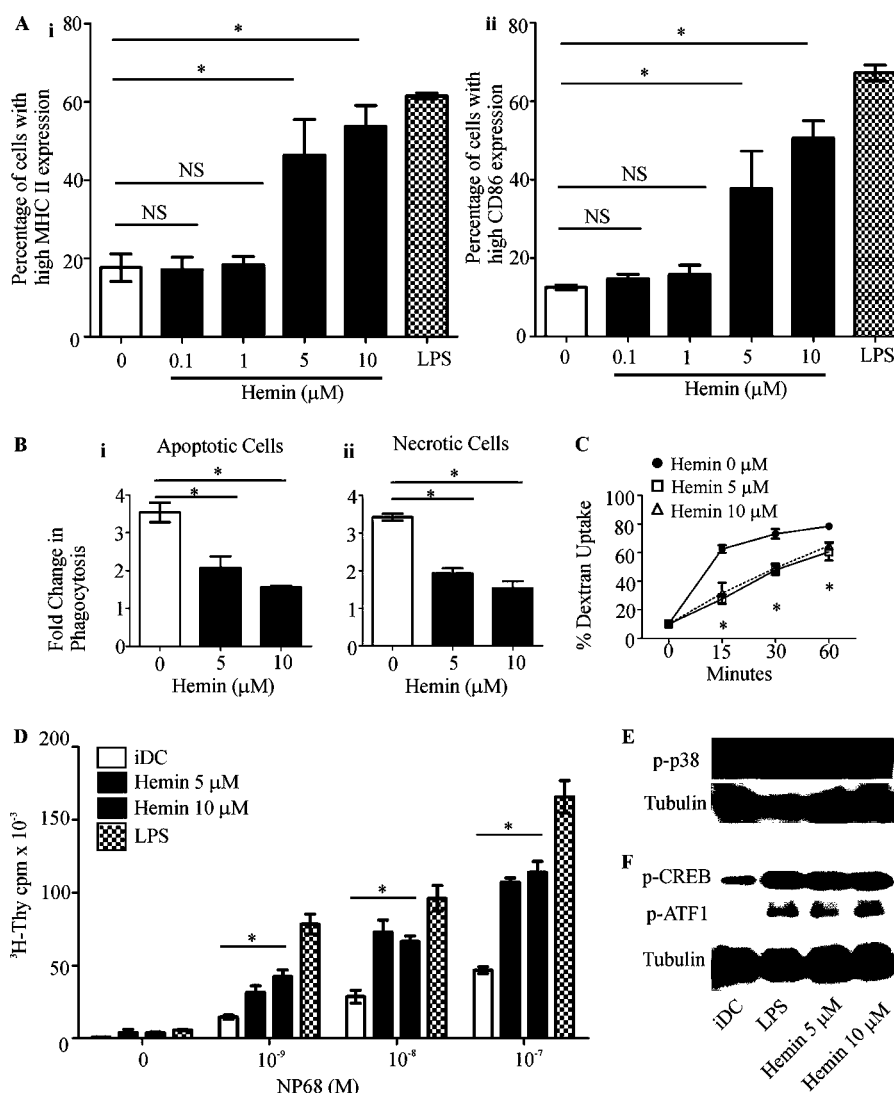 A
i
Percentage of cells with
high MHC II expression
80
60
40
20
0
*
*
NS
NS
0 0.1 1 5 10 LPS
Hemin (μM)
ii
Percentage of cells with
high CD86 expression
80
60
40
20
0
*
*
NS
NS
0 0.1 1 5 10 LPS
Hemin (μM)
B
i
Apoptotic Cells
Fold Change in
Phagocytosis
4
3
2
1
0
*
*
0 5 10
Hemin (μM)
ii
Necrotic Cells
4
3
2
1
0
*
*
0 5 10
Hemin (μM)
C
Hemin 0 μM
Hemin 5 μM
Hemin 10 μM
% Dextran Uptake
100
80
60
40
20
0
* * *
0 15 30 60
Minutes
D
³H-Thy cpm x 10⁻³
200
150
100
50
0
iDC
Hemin 5 μM
Hemin 10 μM
LPS
* * *
0 10⁻⁹ 10⁻⁸ 10⁻⁷
NP68 (M)
E
p-p38
Tubulin
F
p-CREB
p-ATF1
Tubulin
iDC
LPS
Hemin 5 μM
Hemin 10 μM